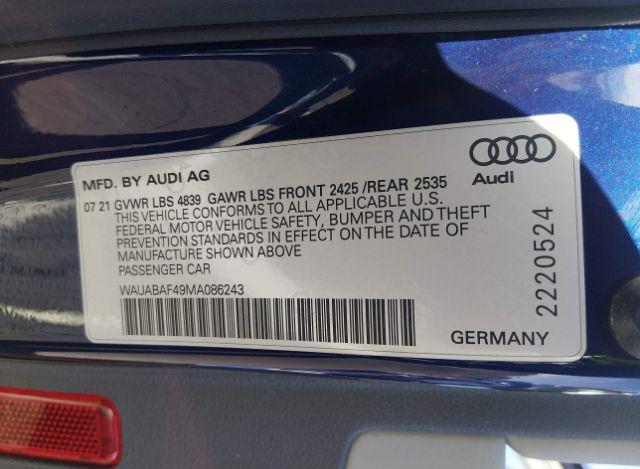 MFD. BY AUDI AG
07 21 GVWR LBS 4839 GAWR LBS FRONT 2425 /REAR 2535
THIS VEHICLE CONFORMS TO ALL APPLICABLE U.S.
FEDERAL MOTOR VEHICLE SAFETY, BUMPER AND THEFT
PREVENTION STANDARDS IN EFFECT ON THE DATE OF
MANUFACTURE SHOWN ABOVE
PASSENGER CAR
WAUABAF49MA086243
Audi
2220524
GERMANY